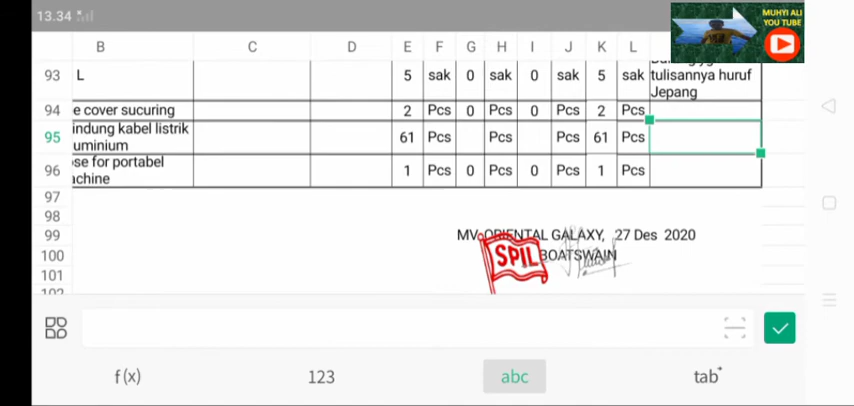 13.34
MUHYI ALI
YOU TUBE
B C D E F G H I J K L
93 L 5 sak 0 sak 0 sak 5 sak tulisannya huruf
Jepang
94 e cover sucuring 2 Pcs 0 Pcs 0 Pcs 2 Pcs
95 indung kabel listrik
uminium 61 Pcs Pcs Pcs 61 Pcs
96 ose for portabel
achine 1 Pcs 0 Pcs 0 Pcs 1 Pcs
97
98
99 MV. ORIENTAL GALAXY, 27 Des 2020
100 SPIL BOATSWAIN
101
102
f(x) 123 abc tab